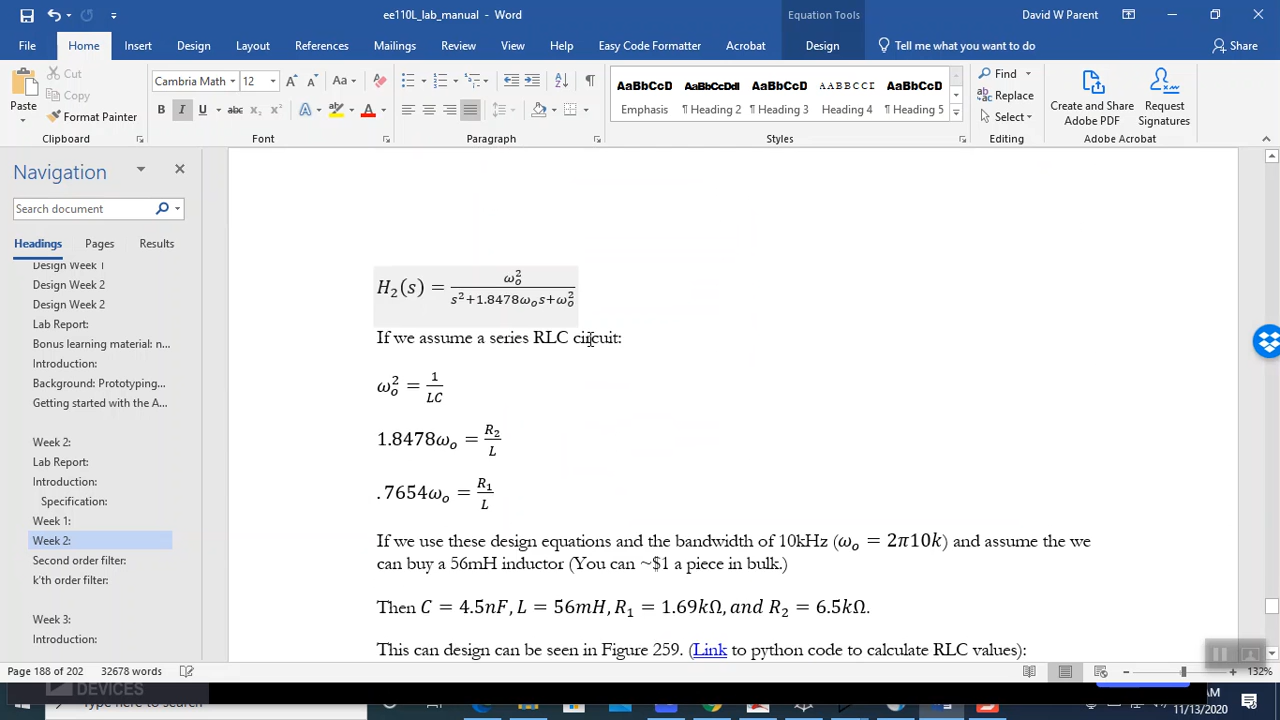 ee110L_lab_manual - Word
Equation Tools
David W Parent
File Home Insert Design Layout References Mailings Review View Help Easy Code Formatter Acrobat Design Tell me what you want to do Share
Paste
Cut
Copy
Format Painter
Clipboard
Cambria Math 12
Font
Paragraph
AaBbCcD AaBbCcDdl AaBbCcD AABBCCD AaBbCcD
Emphasis ¶ Heading 2 ¶ Heading 3 Heading 4 ¶ Heading 5
Styles
Find
Replace
Select
Editing
Create and Share Adobe PDF
Request Signatures
Adobe Acrobat
Navigation
Search document
Headings Pages Results
Design Week 1
Design Week 2
Design Week 2
Lab Report:
Bonus learning material: n...
Introduction:
Background: Prototyping...
Getting started with the A...
Week 2:
Lab Report:
Introduction:
Specification:
Week 1:
Week 2:
Second order filter:
k'th order filter:
Week 3:
Introduction:
H₂(s) = ωₒ² / (s²+1.8478ωₒs+ωₒ²)
If we assume a series RLC circuit:
ωₒ² = 1/LC
1.8478ωₒ = R₂/L
.7654ωₒ = R₁/L
If we use these design equations and the bandwidth of 10kHz (ωₒ = 2π10k) and assume the we
can buy a 56mH inductor (You can ~$1 a piece in bulk.)
Then C = 4.5nF, L = 56mH, R₁ = 1.69kΩ, and R₂ = 6.5kΩ.
This can design can be seen in Figure 259. (Link to python code to calculate RLC values):
Page 188 of 202 32678 words
132%
DEVICES
Type here to search
AM
11/13/2020